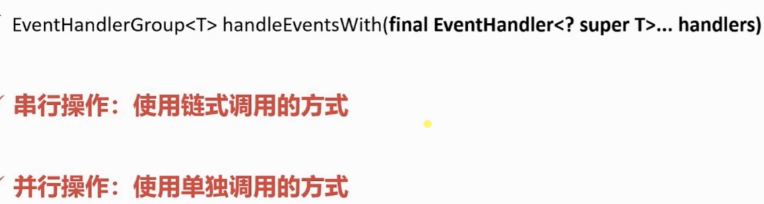 EventHandlerGroup<T> handleEventsWith(final EventHandler<? super T>... handlers)
串行操作：使用链式调用的方式
并行操作：使用单独调用的方式